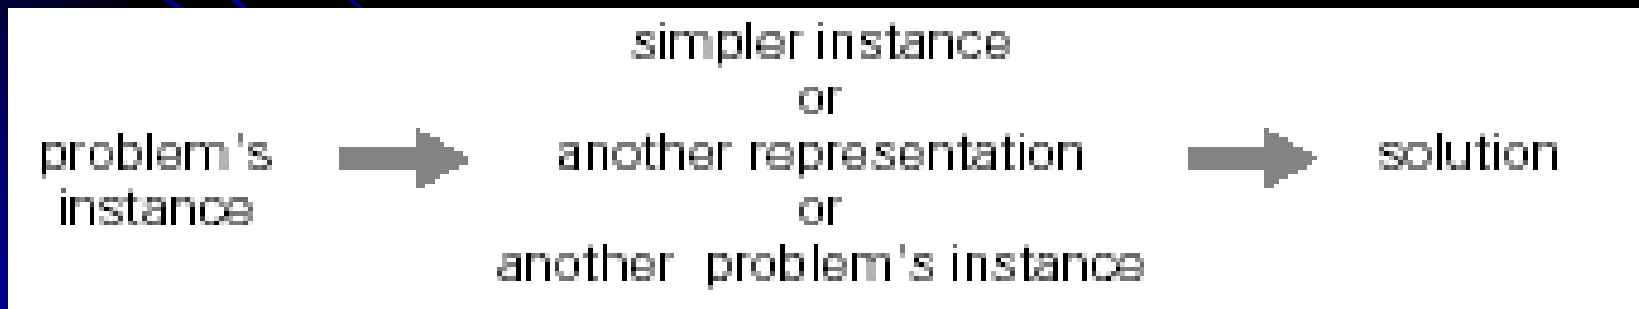 simpler instance
or
problem's
another representation
solution
instance
or
another problem's instance